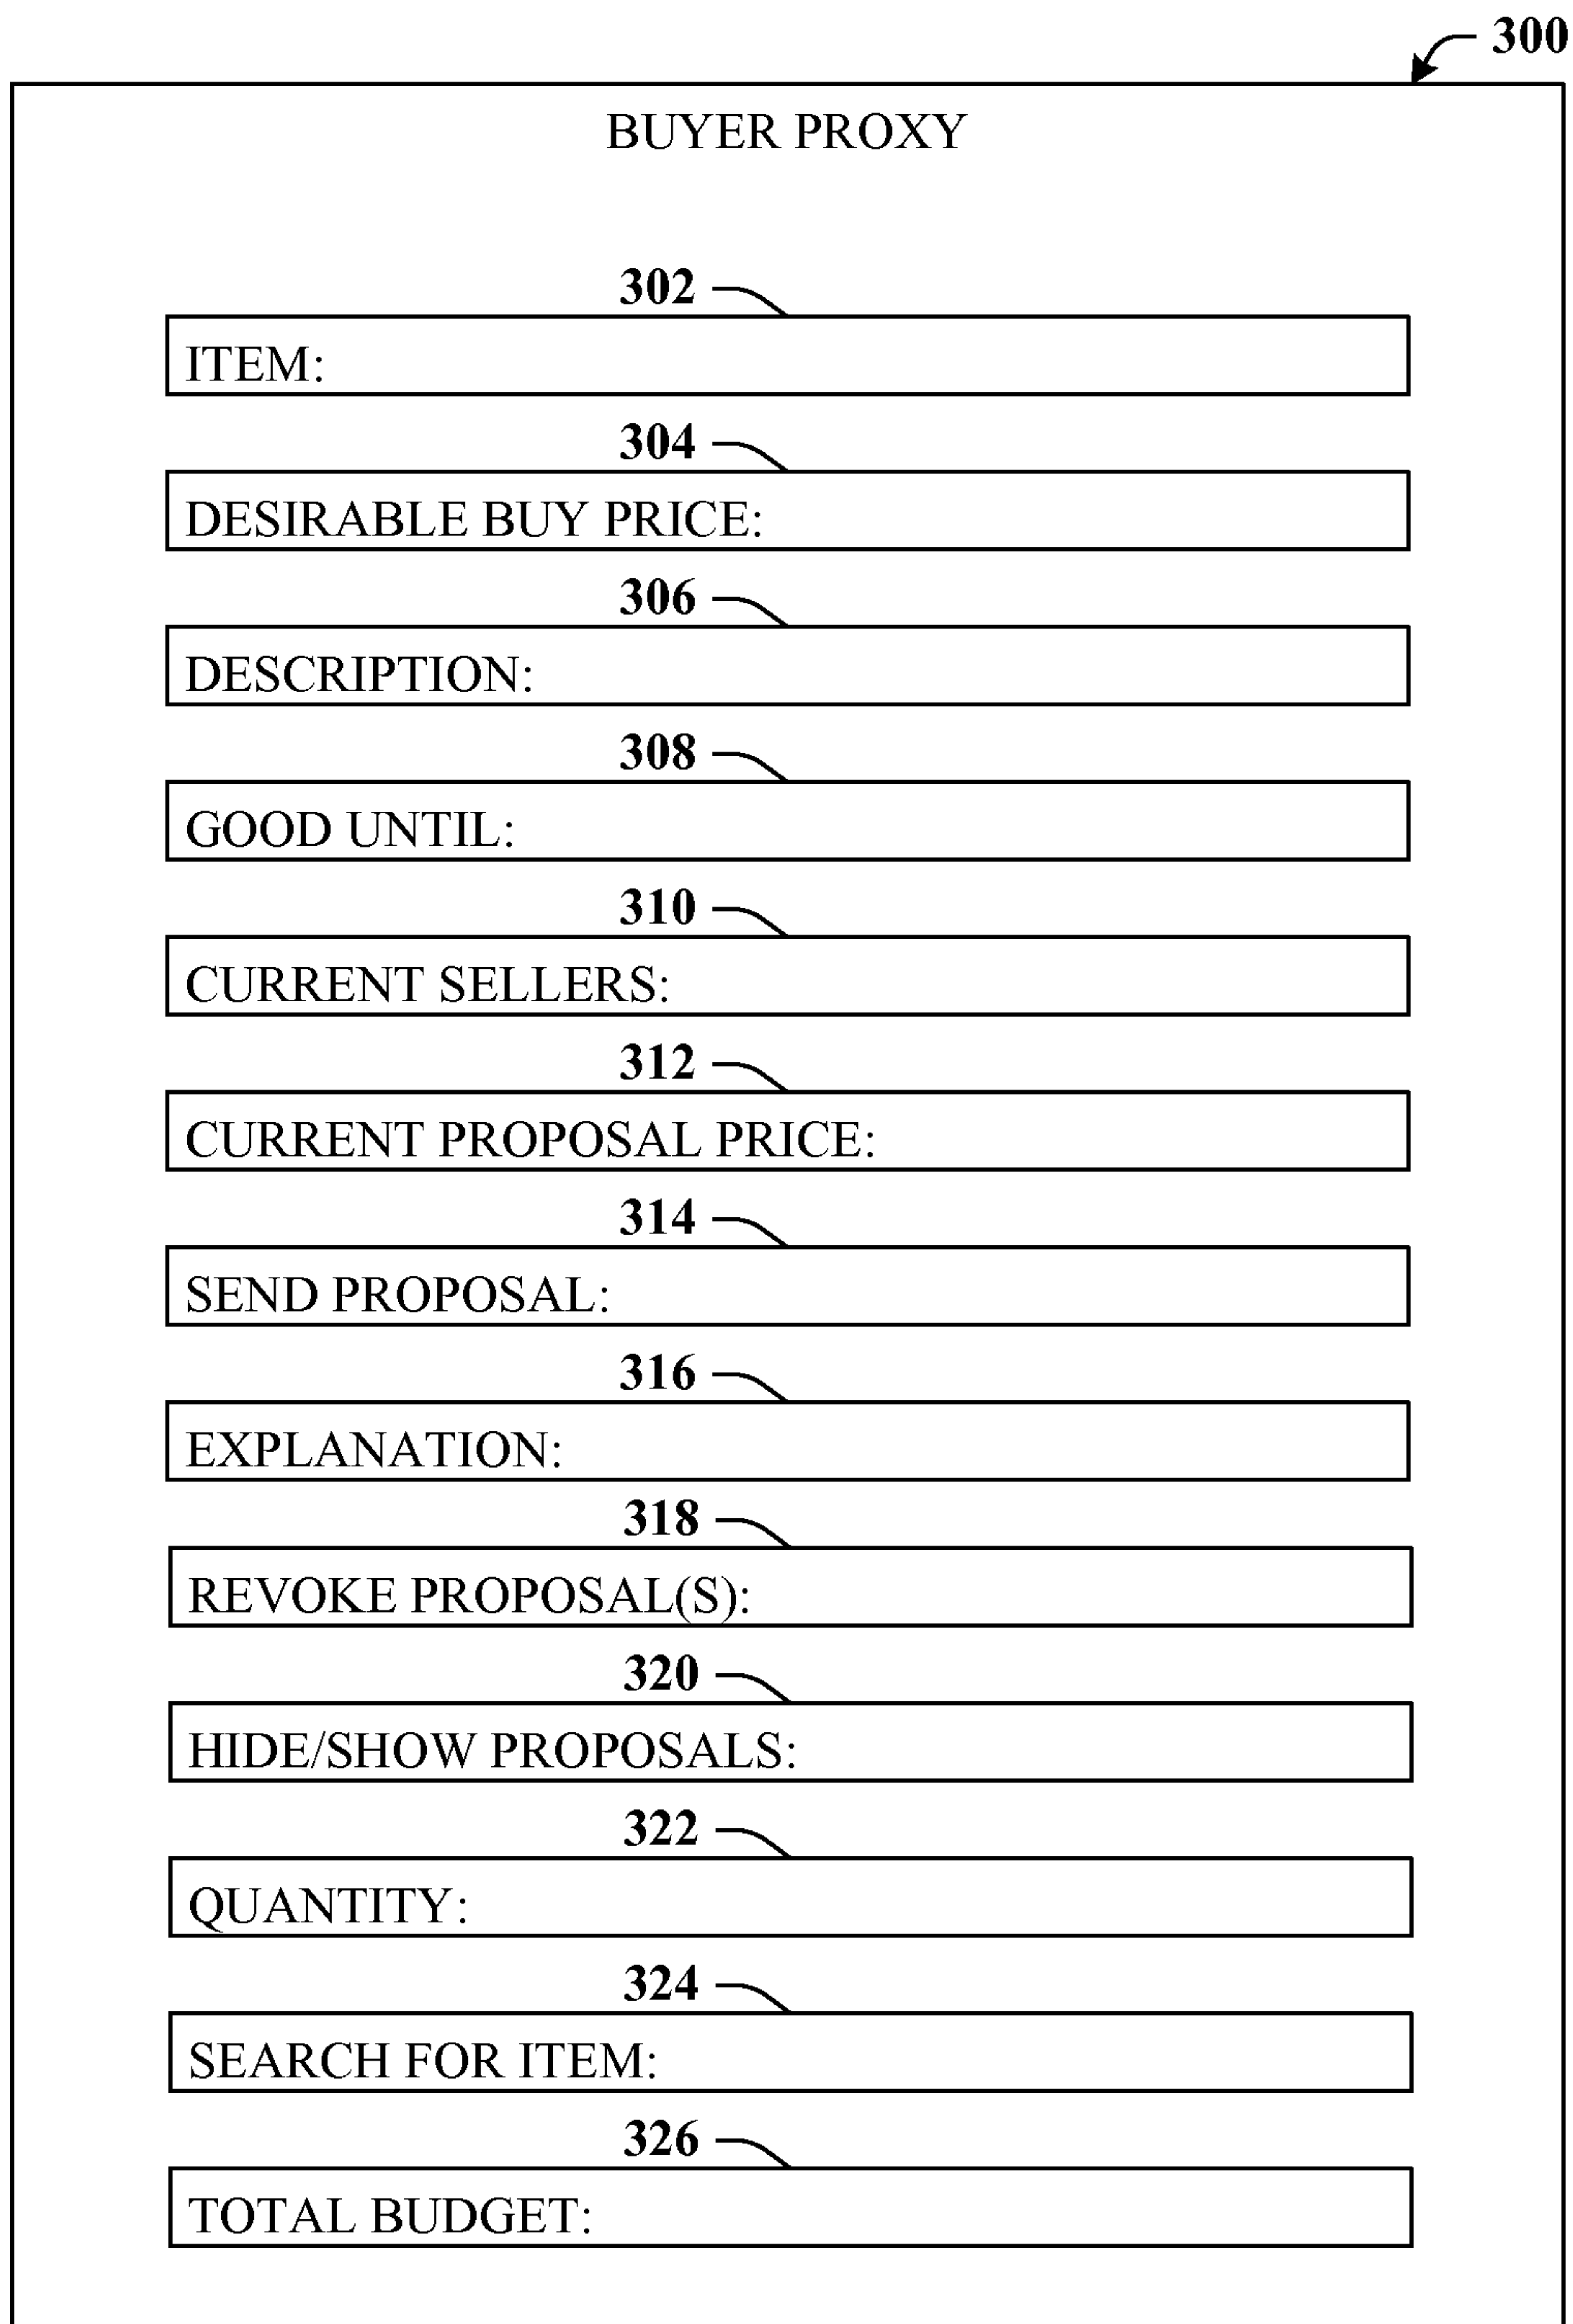 300
BUYER PROXY
302
ITEM:
304
DESIRABLE BUY PRICE:
306
DESCRIPTION:
308
GOOD UNTIL:
310
CURRENT SELLERS:
312
CURRENT PROPOSAL PRICE:
314
SEND PROPOSAL:
316
EXPLANATION:
318
REVOKE PROPOSAL(S):
320
HIDE/SHOW PROPOSALS:
322
QUANTITY:
324
SEARCH FOR ITEM:
326
TOTAL BUDGET: